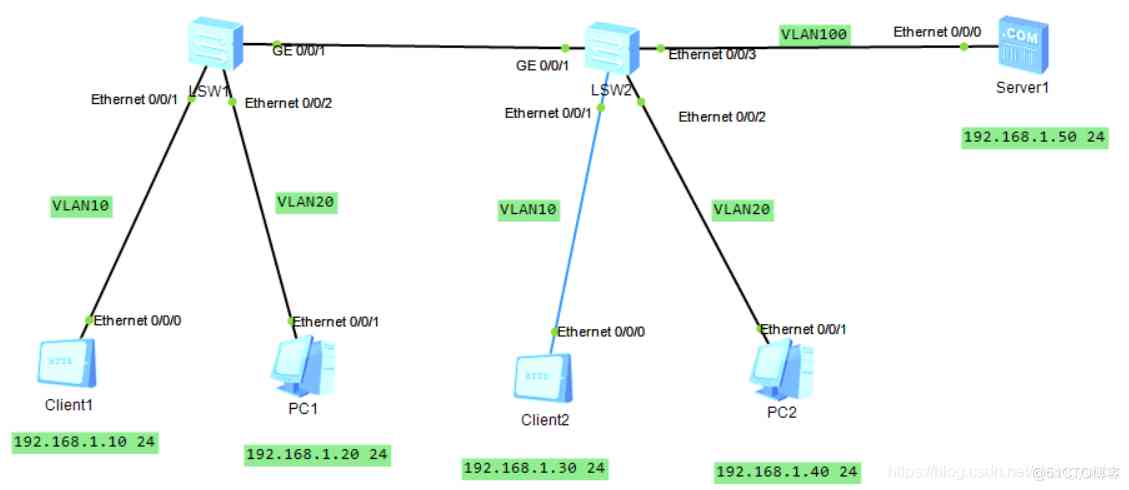 VLAN100
Ethernet 0/0/0
.COM
GE 0/0/1
Ethernet 0/0/3
GE 0/0/1
Server1
LSW1
LSW2
Ethernet 0/0/1
Ethernet 0/0/2
Ethernet 0/0/1
Ethernet 0/0/2
192.168.1.50 24
VLAN10
VLAN20
VLAN10
VLAN20
Ethernet 0/0/0
Ethernet 0/0/1
Ethernet 0/0/0
Ethernet 0/0/1
Client1
PC1
Client2
PC2
192.168.1.10 24
192.168.1.20 24
192.168.1.30 24
192.168.1.40 24
@51CTO博客